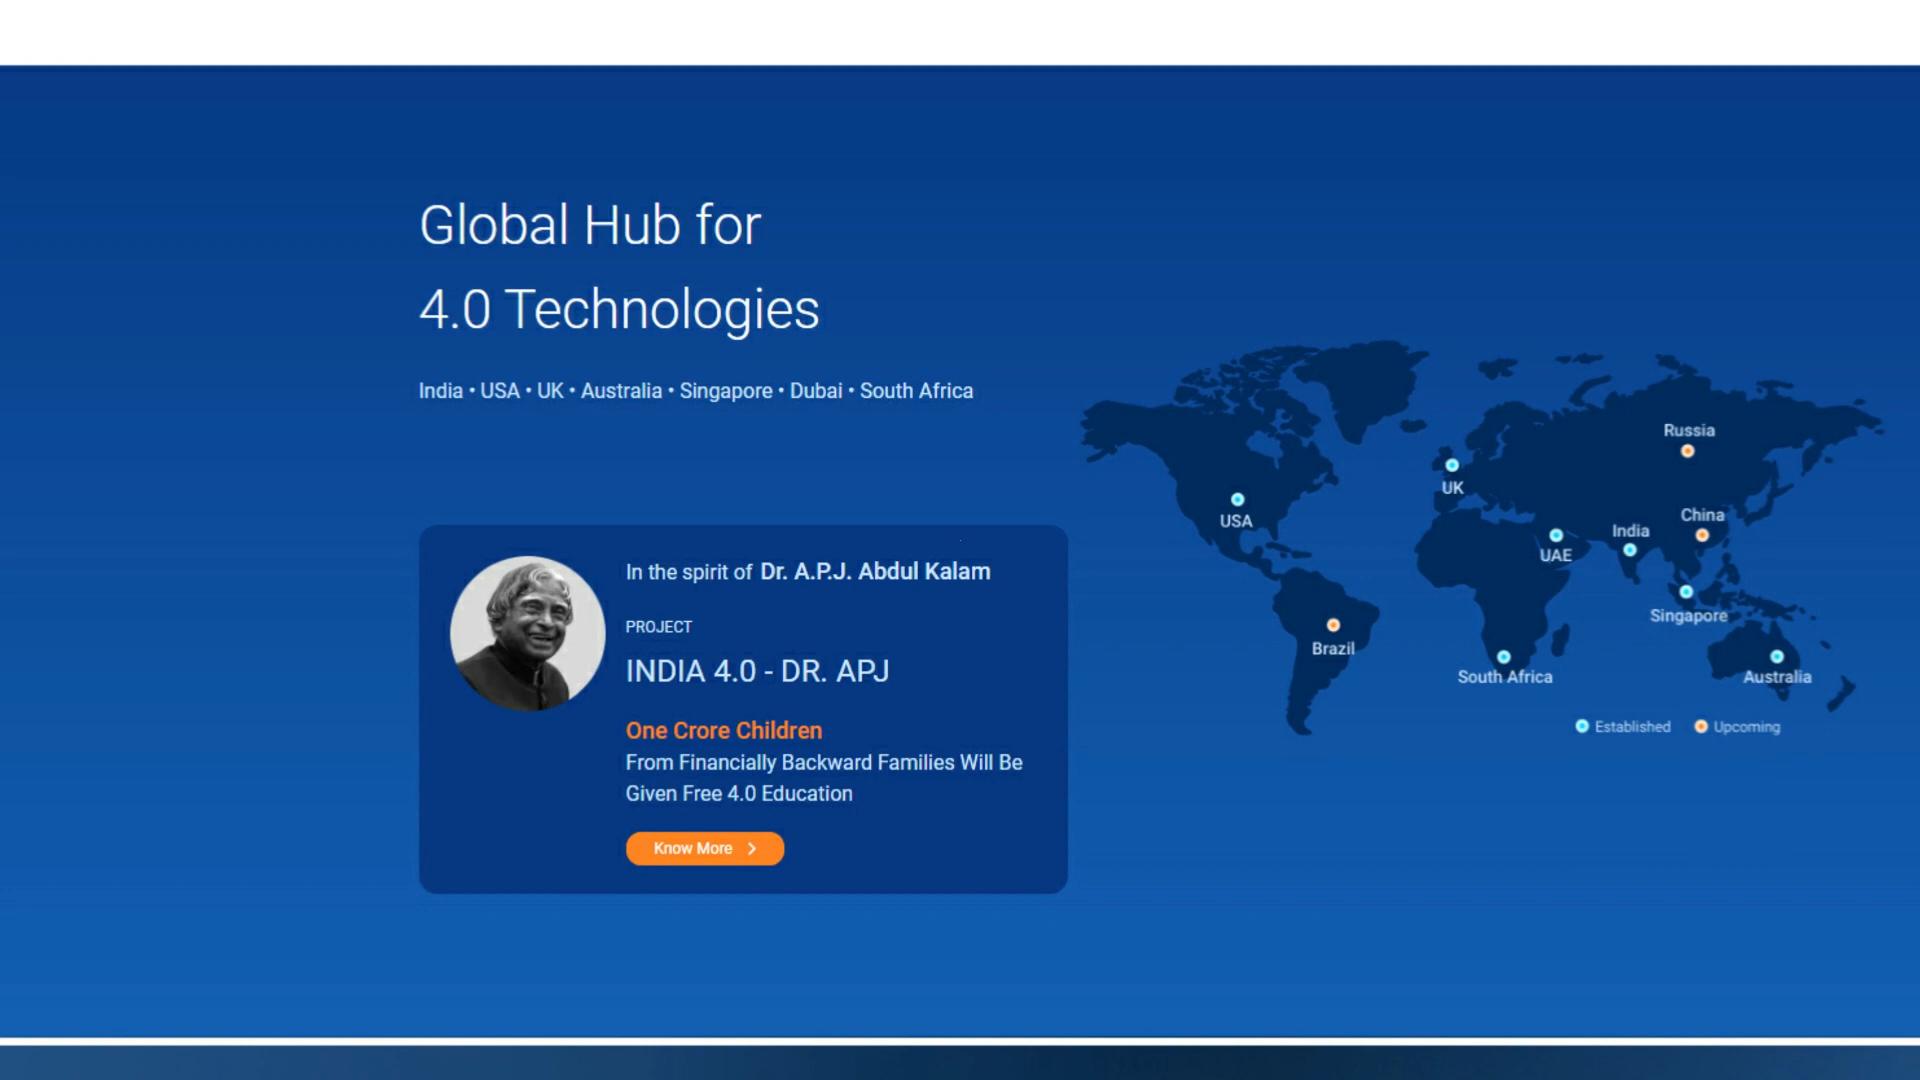 Global Hub for
4.0 Technologies
India • USA • UK • Australia • Singapore • Dubai • South Africa
In the spirit of Dr. A.P.J. Abdul Kalam
PROJECT
INDIA 4.0 - DR. APJ
One Crore Children
From Financially Backward Families Will Be
Given Free 4.0 Education
Know More
Russia
UK
USA
China
India
UAE
Singapore
Brazil
South Africa
Australia
Established
Upcoming